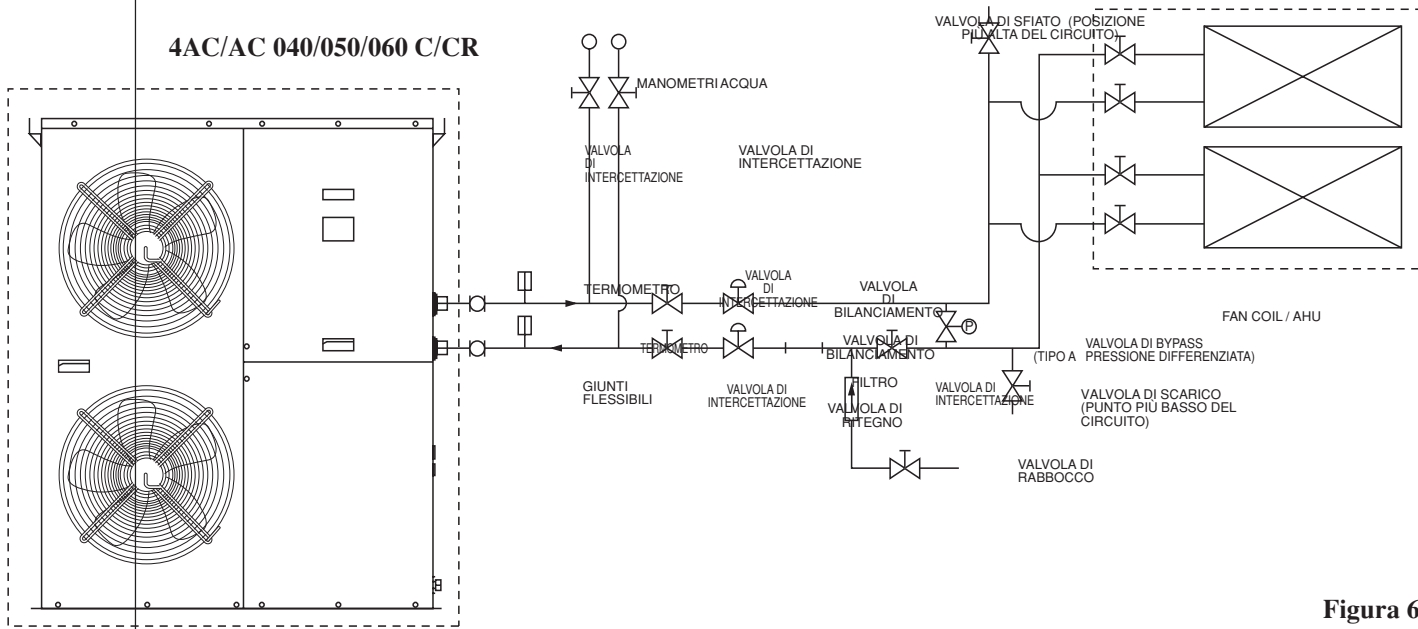 4AC/AC 040/050/060 C/CR
VALVOLA DI SFIATO (POSIZIONE
PILLALTA DEL CIRCUITO)
MANOMETRI ACQUA
VALVOLA
DI
INTERCETTAZIONE
VALVOLA DI
INTERCETTAZIONE
TERMOMETRO
VALVOLA
DI
INTERCETTAZIONE
VALVOLA
DI
BILANCIAMENTO
P
FAN COIL / AHU
TERMOMETRO
VALVOLA DI
BILANCIAMENTO
VALVOLA DI BYPASS
(TIPO A PRESSIONE DIFFERENZIATA)
GIUNTI
FLESSIBILI
VALVOLA DI
INTERCETTAZIONE
FILTRO
VALVOLA DI
RITEGNO
VALVOLA DI
INTERCETTAZIONE
VALVOLA DI SCARICO
(PUNTO PIÙ BASSO DEL
CIRCUITO)
VALVOLA DI
RABBOCCO
Figura 6